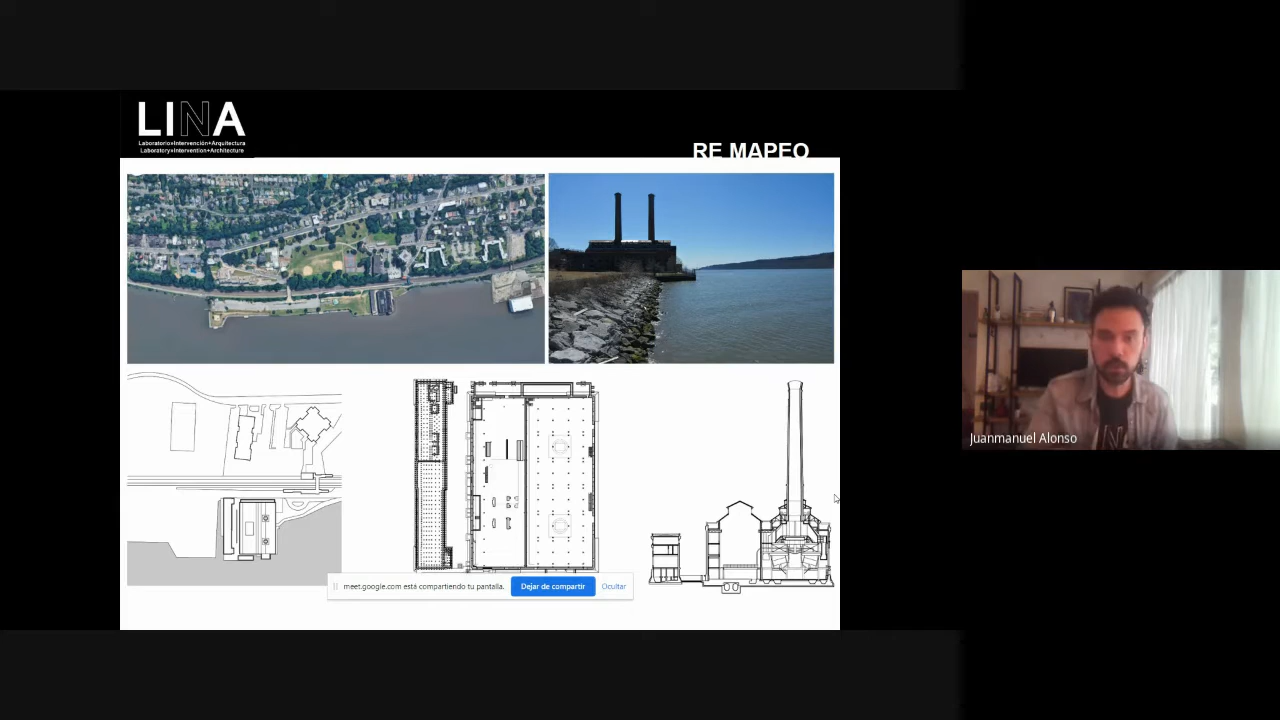 LINA
Laboratorio+Intervención+Arquitectura
Laboratory+Intervention+Architecture
RE MAPEO
Juanmanuel Alonso
meet.google.com está compartiendo tu pantalla.
Dejar de compartir
Ocultar